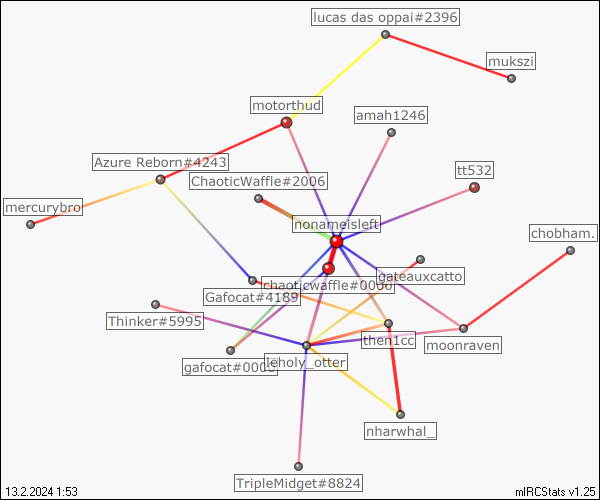 lucas das oppai#2396
mukszi
motorthud
amah1246
Azure Reborn#4243
ChaoticWaffle#2006
tt532
mercurybro
nonameisleft
chobham.
gateauxcatto
chaoticwaffle#0000
Gafocat#4189
Thinker#5995
then1cc
moonraven
gafocat#0000
leholy_otter
nharwhal_
TripleMidget#8824
13.2.2024 1:53
mIRCStats v1.25